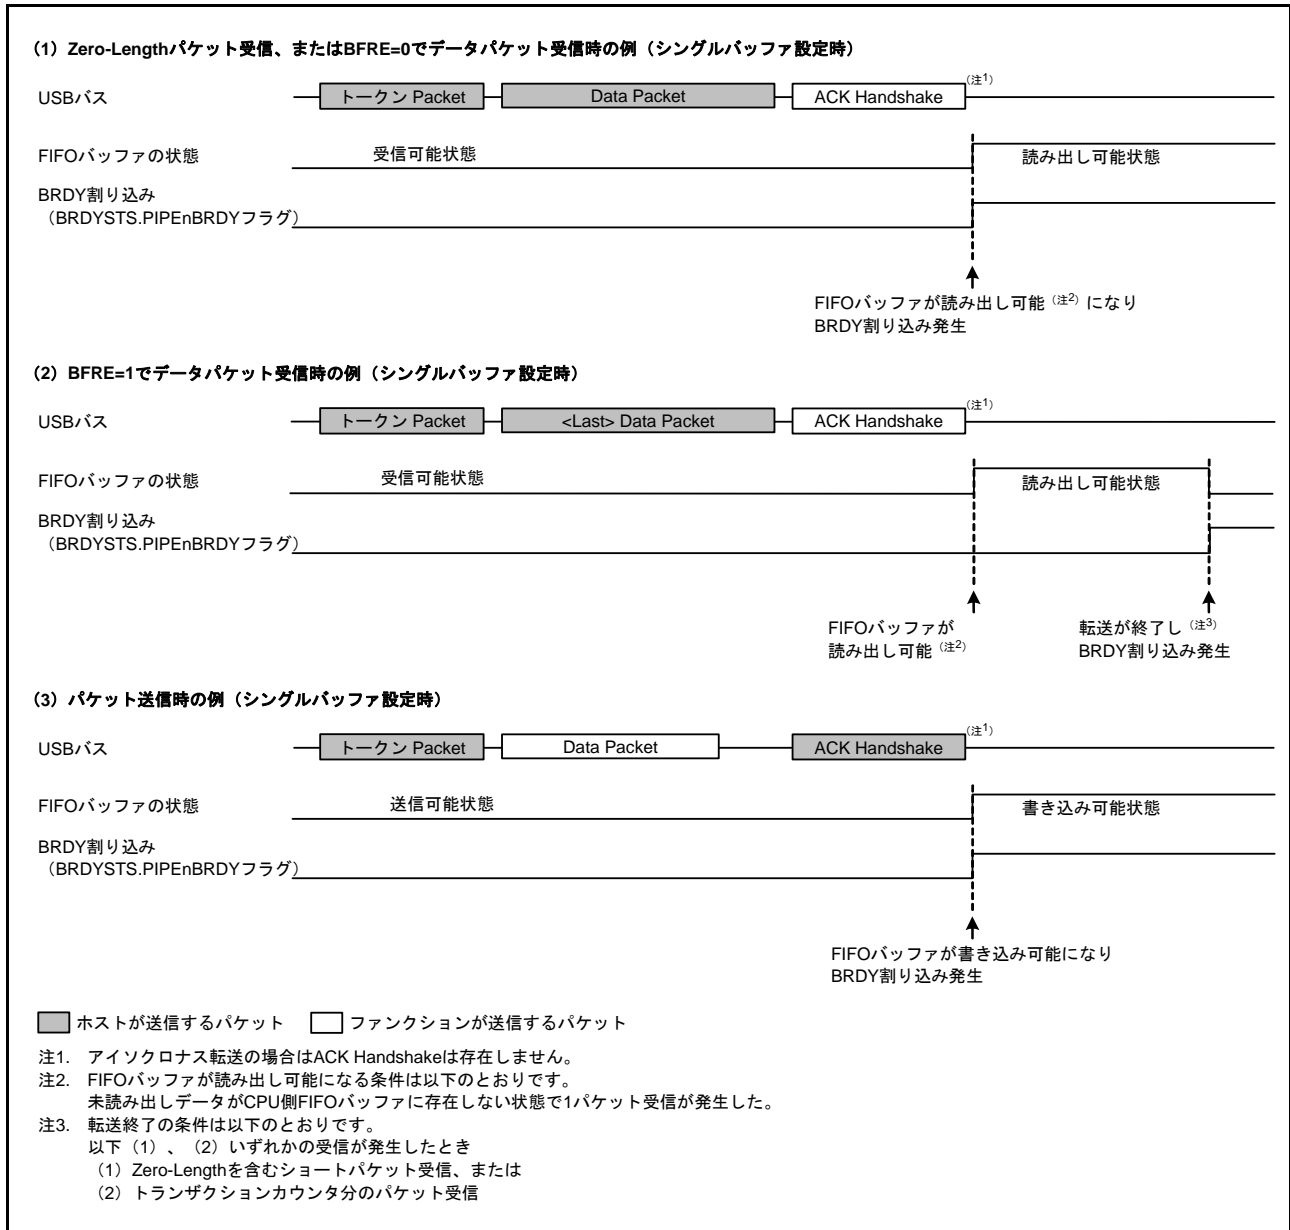 （1）Zero-Lengthパケット受信、またはBFRE=0でデータパケット受信時の例（シングルバッファ設定時）
USBバス
トークン Packet
Data Packet
ACK Handshake
（注1）
FIFOバッファの状態
受信可能状態
読み出し可能状態
BRDY割り込み
（BRDYSTS.PIPEnBRDYフラグ）
FIFOバッファが読み出し可能（注2）になり
BRDY割り込み発生
（2）BFRE=1でデータパケット受信時の例（シングルバッファ設定時）
USBバス
トークン Packet
<Last> Data Packet
ACK Handshake
（注1）
FIFOバッファの状態
受信可能状態
読み出し可能状態
BRDY割り込み
（BRDYSTS.PIPEnBRDYフラグ）
FIFOバッファが
読み出し可能（注2）
転送が終了し（注3）
BRDY割り込み発生
（3）パケット送信時の例（シングルバッファ設定時）
USBバス
トークン Packet
Data Packet
ACK Handshake
（注1）
FIFOバッファの状態
送信可能状態
書き込み可能状態
BRDY割り込み
（BRDYSTS.PIPEnBRDYフラグ）
FIFOバッファが書き込み可能になり
BRDY割り込み発生
ホストが送信するパケット
ファンクションが送信するパケット
注1. アイソクロナス転送の場合はACK Handshakeは存在しません。
注2. FIFOバッファが読み出し可能になる条件は以下のとおりです。
未読み出しデータがCPU側FIFOバッファに存在しない状態で1パケット受信が発生した。
注3. 転送終了の条件は以下のとおりです。
以下（1）、（2）いずれかの受信が発生したとき
（1）Zero-Lengthを含むショートパケット受信、または
（2）トランザクションカウンタ分のパケット受信